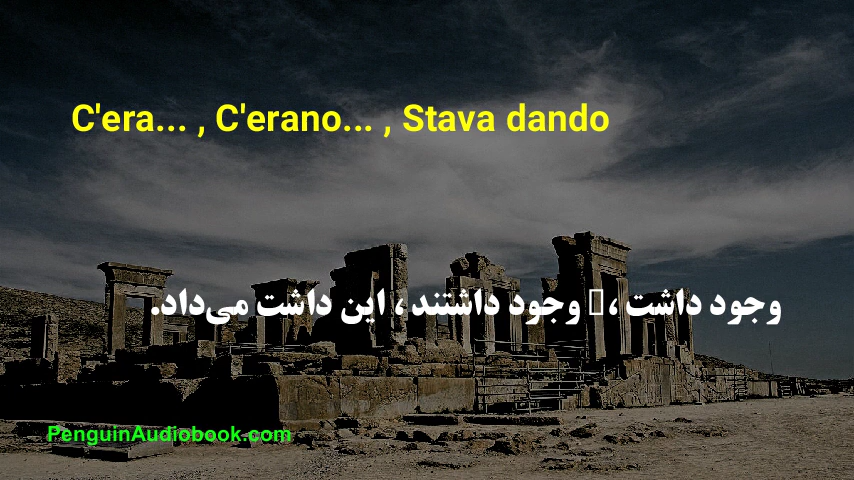 C'era... , C'erano... , Stava dando
وجود داشت ، وجود داشتند ، این داشت می‌داد.
PenguinAudiobook.com